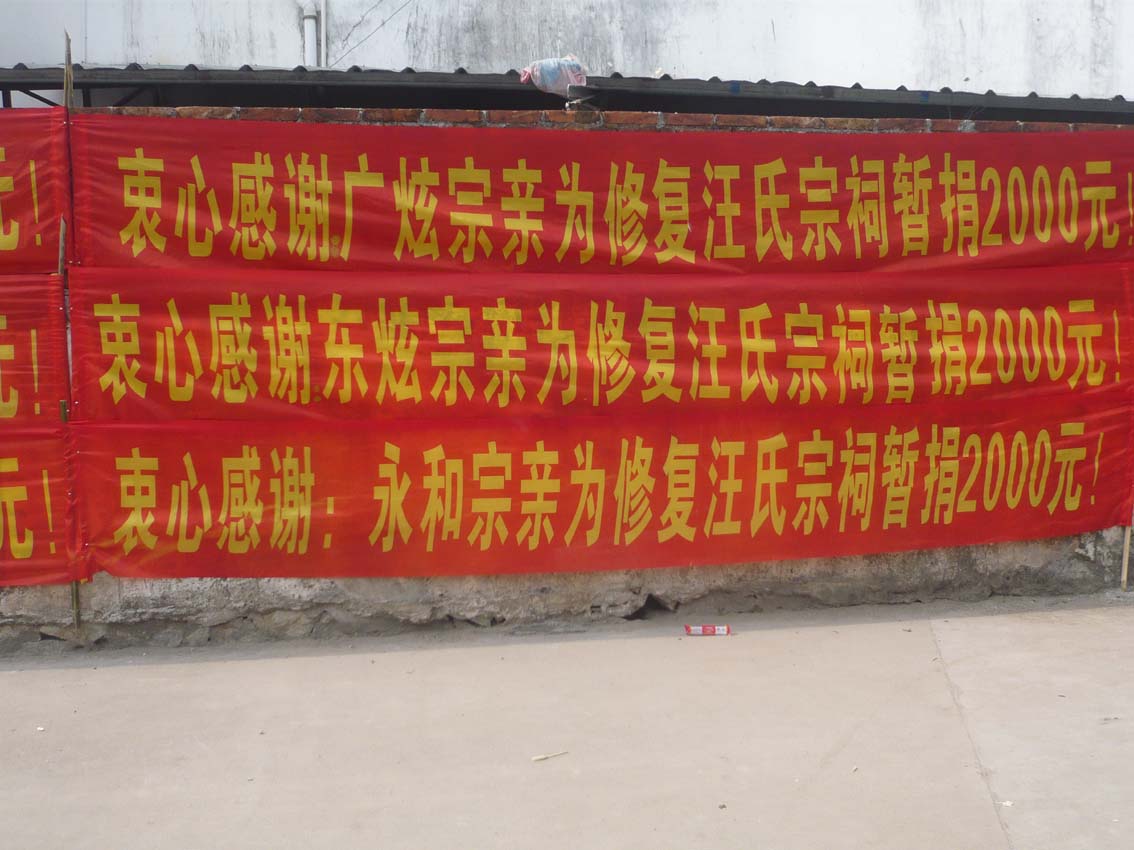 衷心感谢:广炫宗亲为修复汪氏宗祠暂捐2000元!
衷心感谢:东炫宗亲为修复汪氏宗祠暂捐2000元!
衷心感谢:永和宗亲为修复汪氏宗祠暂捐2000元!
元!
元!